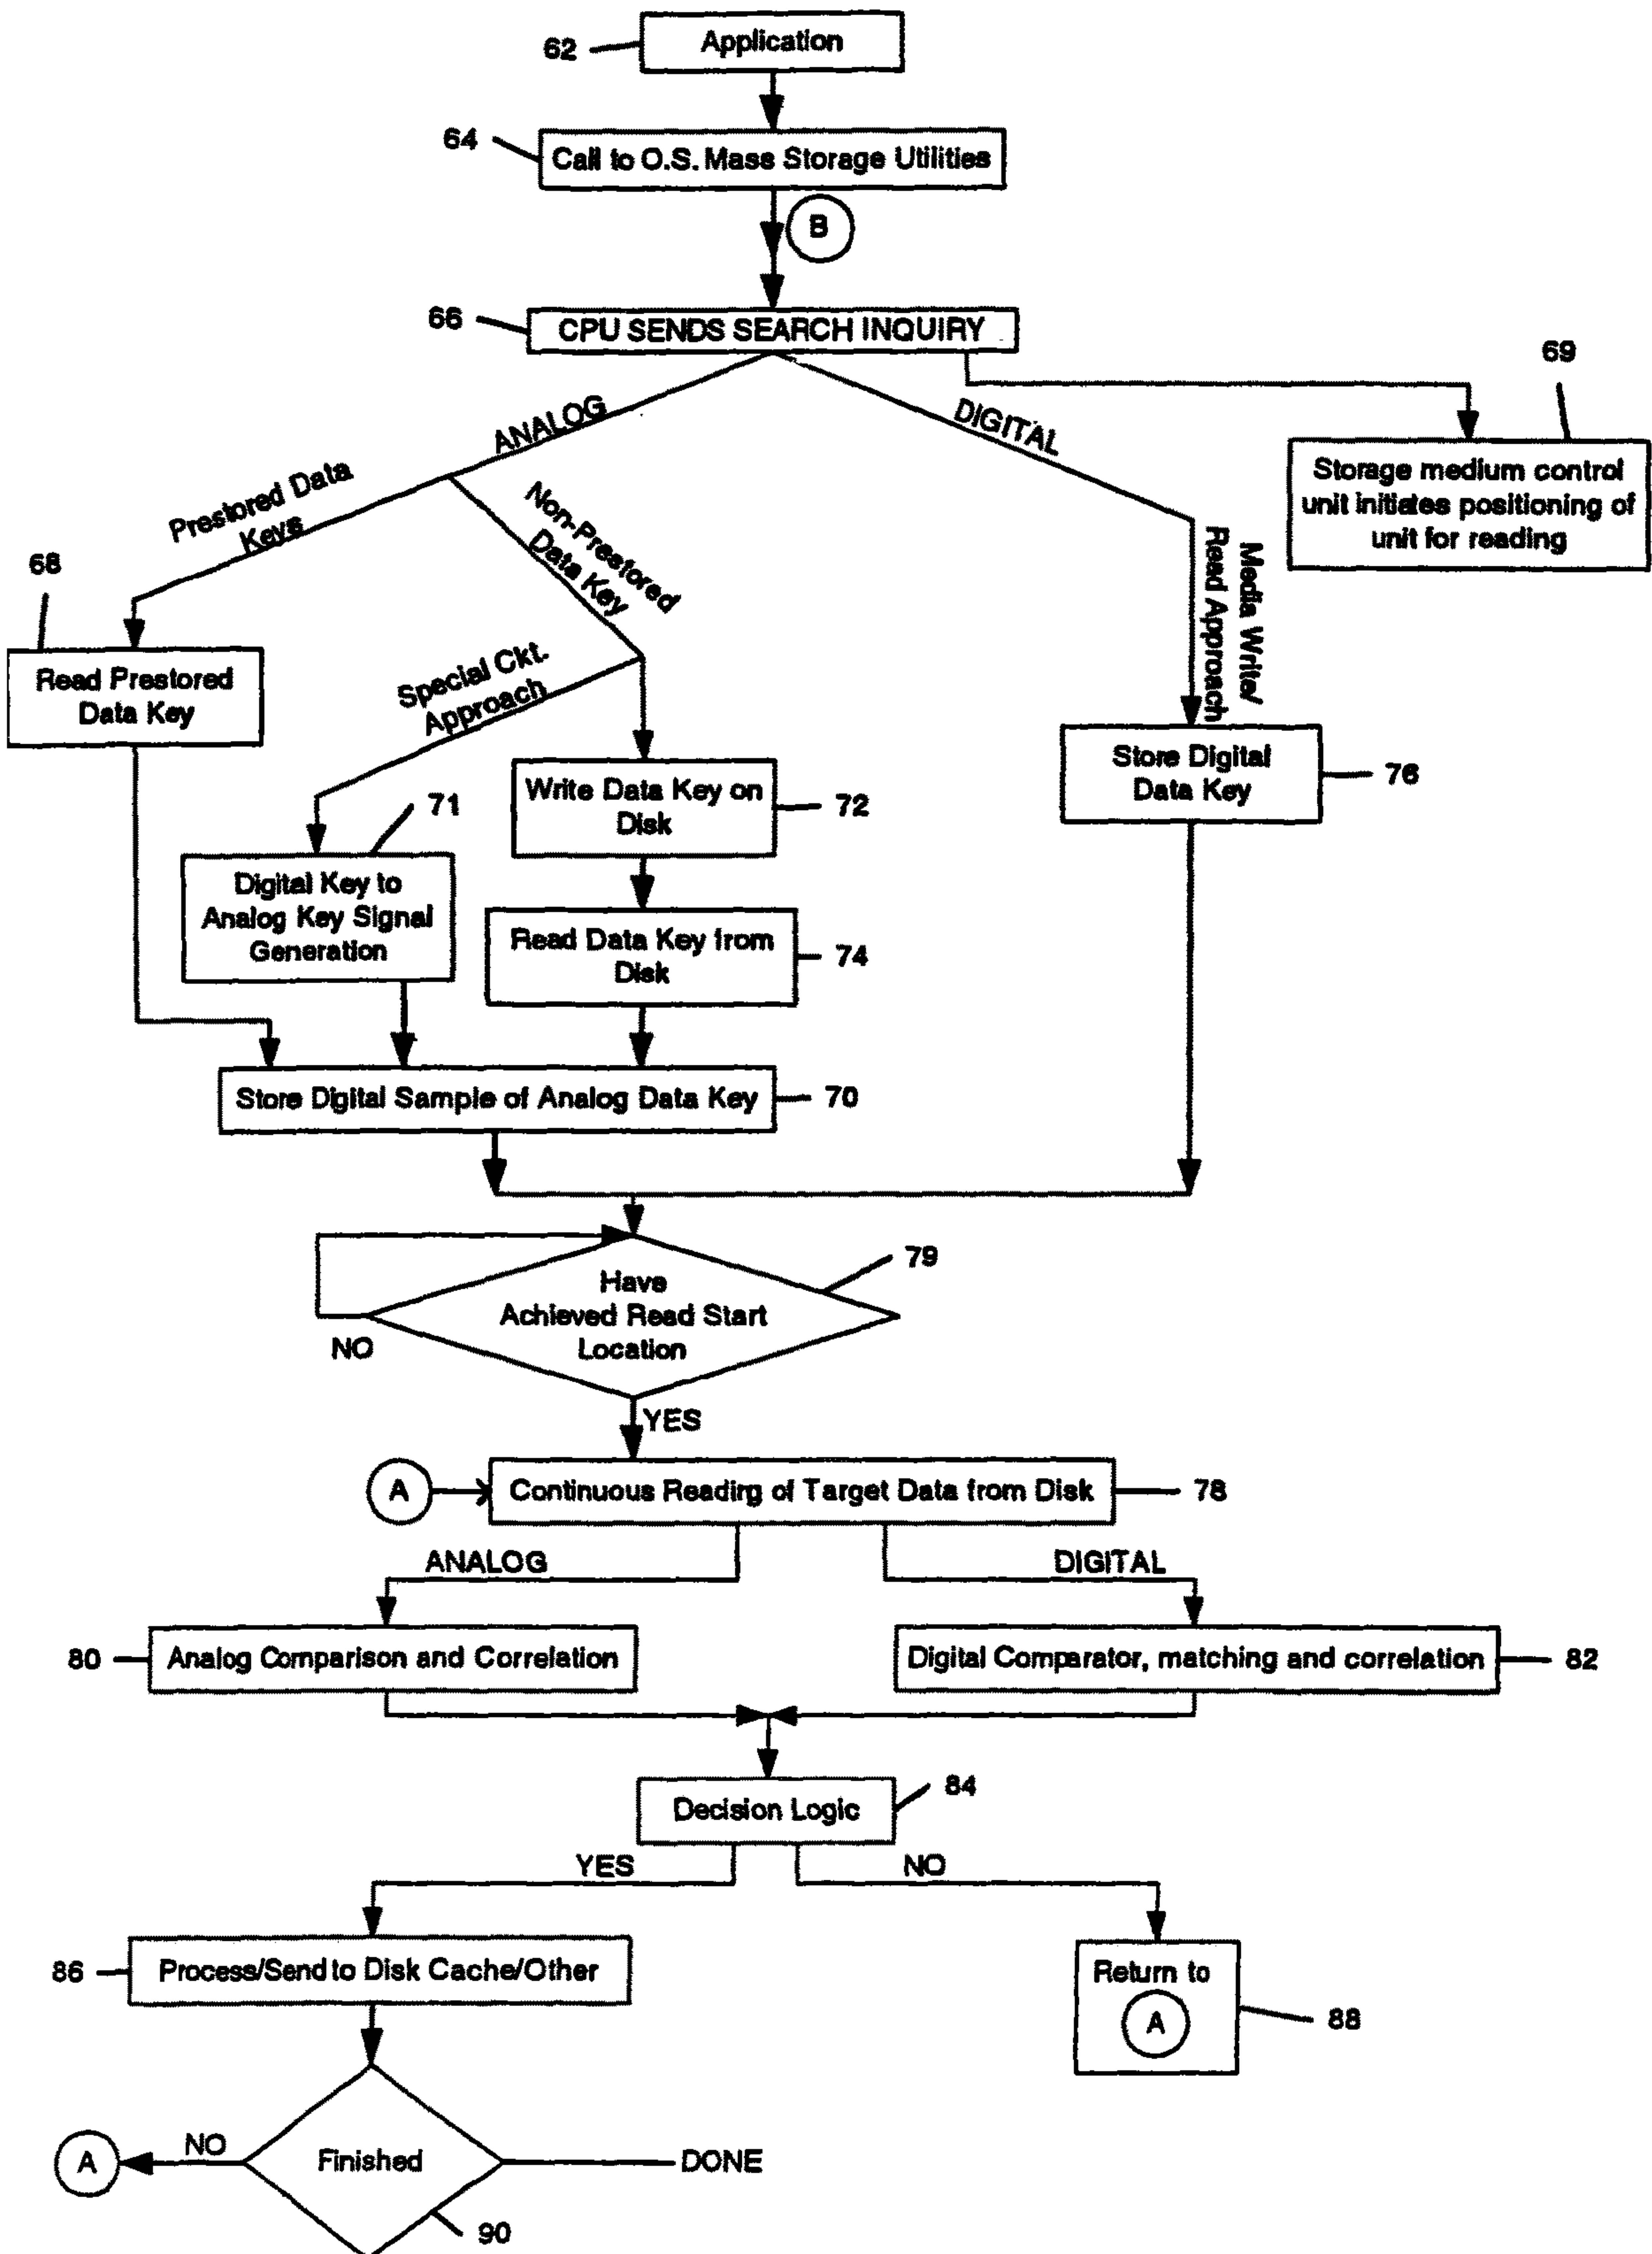 62
Application
64
Call to O.S. Mass Storage Utilities
B
66
CPU SENDS SEARCH INQUIRY
69
ANALOG
DIGITAL
Storage medium control
unit initiates positioning of
unit for reading
Prestored Data
Keys
Non-Prestored
Data Key
Media Write/
Read Approach
68
Read Prestored
Data Key
Special Ckt.
Approach
Store Digital
Data Key
76
Write Data Key on
Disk
72
71
Digital Key to
Analog Key Signal
Generation
Read Data Key from
Disk
74
Store Digital Sample of Analog Data Key
70
79
Have
Achieved Read Start
Location
NO
YES
A
Continuous Reading of Target Data from Disk
78
ANALOG
DIGITAL
80
Analog Comparison and Correlation
Digital Comparator, matching and correlation
82
84
Decision Logic
YES
NO
86
Process/Send to Disk Cache/Other
Return to
A
88
A
NO
Finished
DONE
90